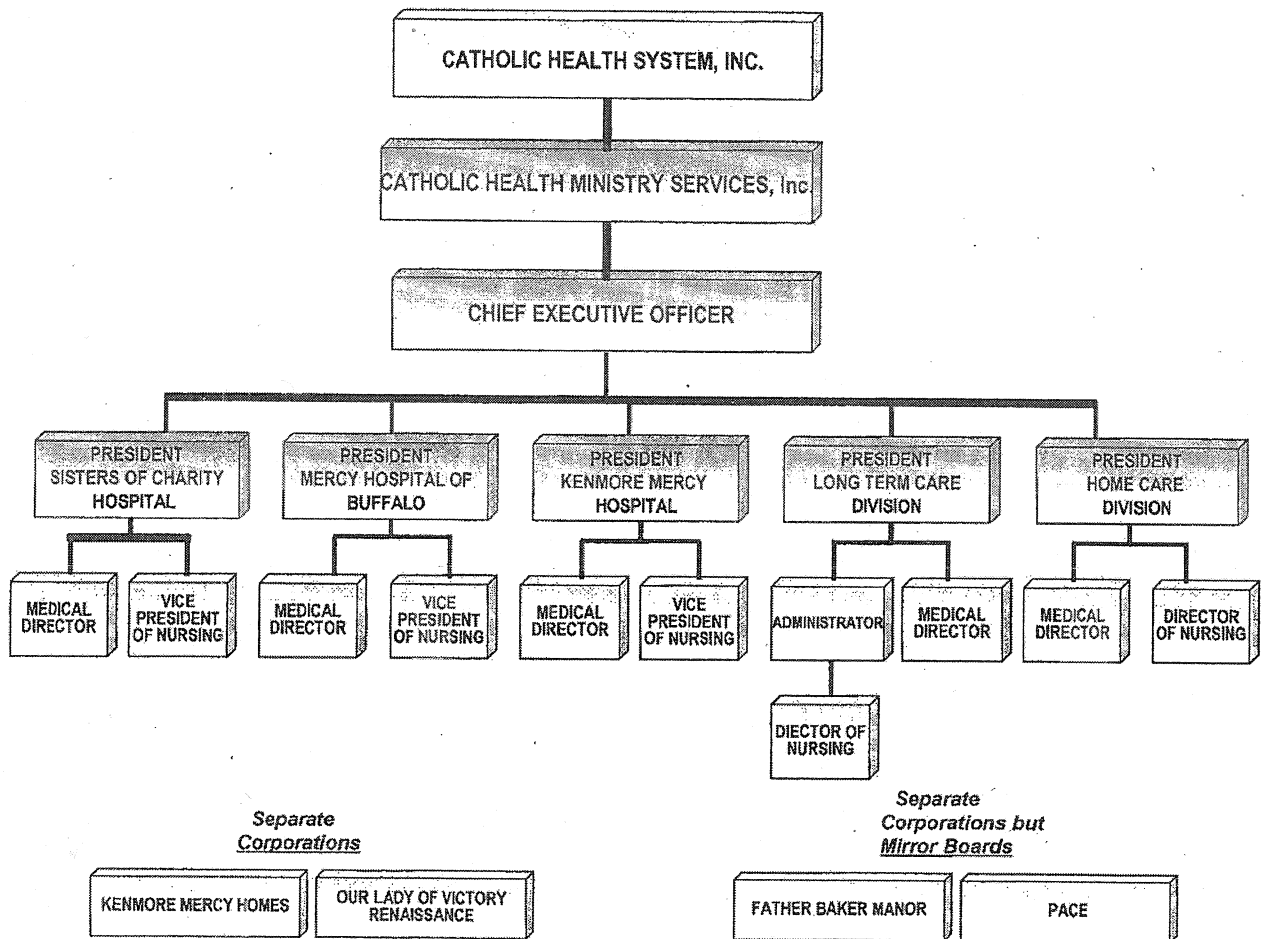 CATHOLIC HEALTH SYSTEM, INC.
CATHOLIC HEALTH MINISTRY SERVICES, Inc
CHIEF EXECUTIVE OFFICER
PRESIDENT
SISTERS OF CHARITY
HOSPITAL
PRESIDENT
MERCY HOSPITAL OF
BUFFALO
PRESIDENT
KENMORE MERCY
HOSPITAL
PRESIDENT
LONG TERM CARE
DIVISION
PRESIDENT
HOME CARE
DIVISION
MEDICAL
DIRECTOR
VICE
PRESIDENT
OF NURSING
MEDICAL
DIRECTOR
VICE
PRESIDENT
OF NURSING
MEDICAL
DIRECTOR
VICE
PRESIDENT
OF NURSING
ADMINISTRATOR
MEDICAL
DIRECTOR
MEDICAL
DIRECTOR
DIRECTOR
OF NURSING
DIECTOR OF
NURSING
Separate
Corporations
KENMORE MERCY HOMES
OUR LADY OF VICTORY
RENAISSANCE
Separate
Corporations but
Mirror Boards
FATHER BAKER MANOR
PACE